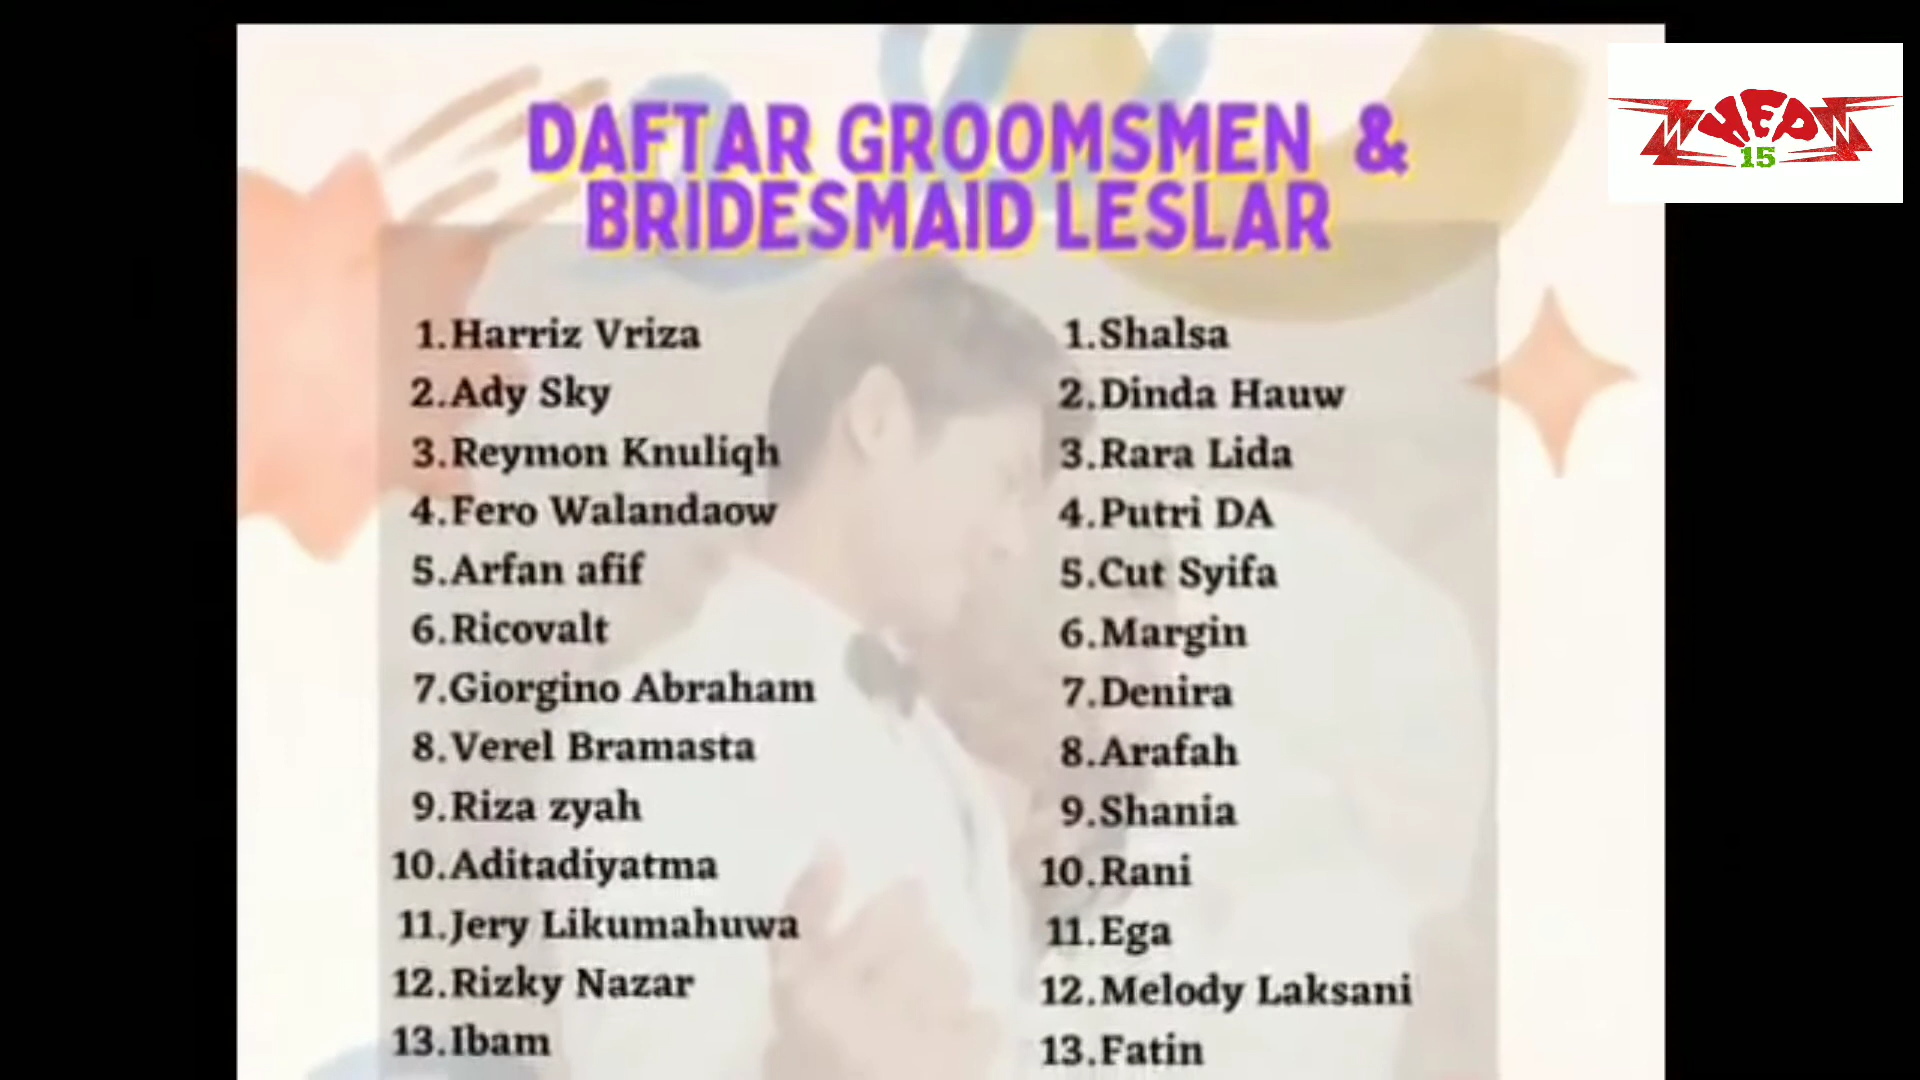 DAFTAR GROOMSMEN &
BRIDESMAID LESLAR
1.Harriz Vriza
2.Ady Sky
3.Reymon Knuliqh
4.Fero Walandaow
5.Arfan afif
6.Ricovalt
7.Giorgino Abraham
8.Verel Bramasta
9.Riza zyah
10.Aditadiyatma
11.Jery Likumahuwa
12.Rizky Nazar
13.Ibam
1.Shalsa
2.Dinda Hauw
3.Rara Lida
4.Putri DA
5.Cut Syifa
6.Margin
7.Denira
8.Arafah
9.Shania
10.Rani
11.Ega
12.Melody Laksani
13.Fatin
HEP
15